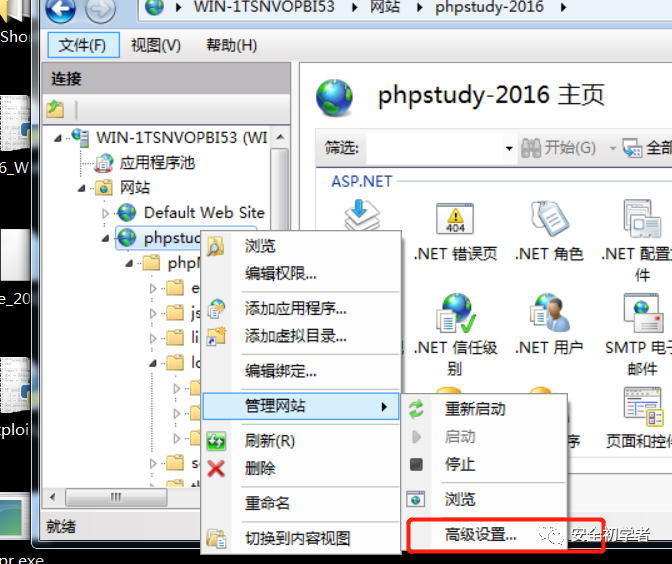 WIN-1TSNVOPBI53 ▸ 网站 ▸ phpstudy-2016 ▸
文件(F) 视图(V) 帮助(H)
连接
WIN-1TSNVOPBI53 (WI
应用程序池
网站
Default Web Site
phpstud
phpM
e
js
li
lo
s
就绪
phpstudy-2016 主页
筛选:
开始(G)
全部
ASP.NET
404
.NET 错误页
.NET 角色
.NET 配置文
件
.NET 信任级
别
.NET 用户
SMTP 电子
邮件
序
页面和控件
浏览
编辑权限...
添加应用程序...
添加虚拟目录...
编辑绑定...
管理网站
刷新(R)
删除
重命名
切换到内容视图
重新启动
启动
停止
浏览
高级设置...
安全初学者
Shor
6_W
e_20
xploi
pr.exe